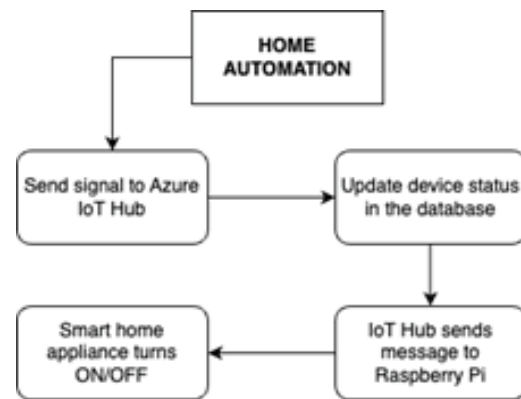 HOME
AUTOMATION
Send signal to Azure
IoT Hub
Update device status
in the database
IoT Hub sends
message to
Raspberry Pi
Smart home
appliance turns
ON/OFF